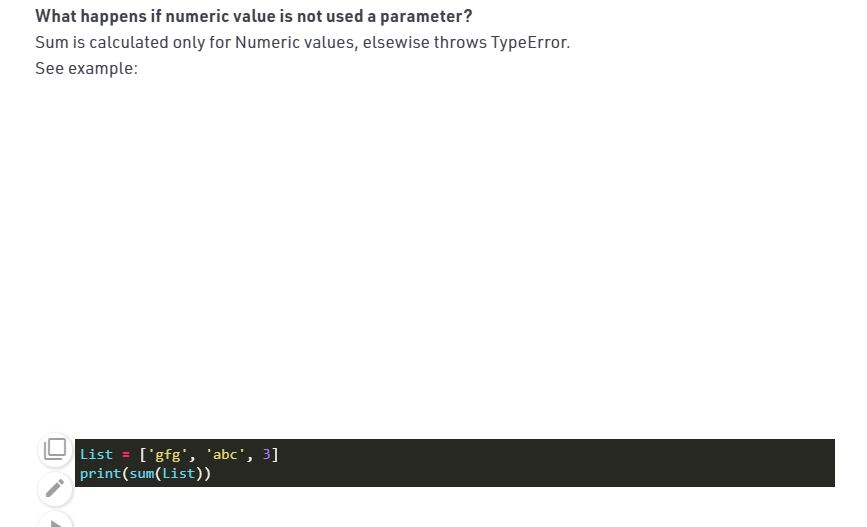 What happens if numeric value is not used a parameter?
Sum is calculated only for Numeric values, elsewise throws TypeError.
See example:
List = ['gfg', 'abc', 3]
print(sum(List))